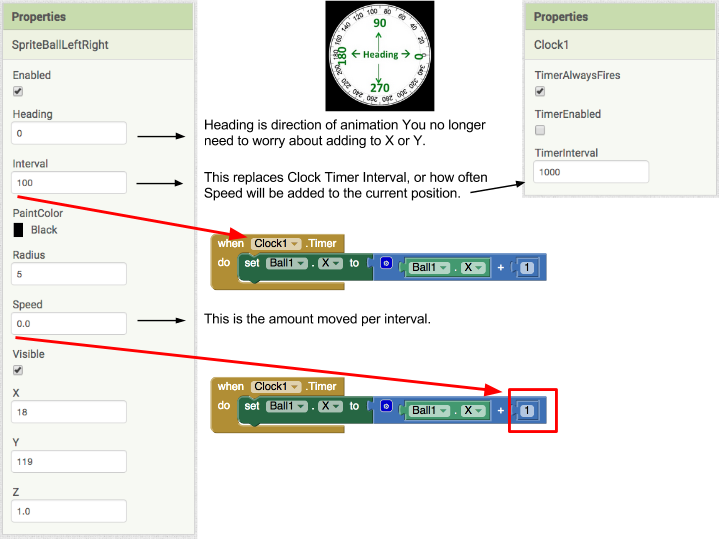 Properties
SpriteBallLeftRight
Enabled
Heading
0
Interval
100
PaintColor
Black
Radius
5
Speed
0.0
Visible
X
18
Y
119
Z
1.0
90
180
Heading
0
270
Heading is direction of animation You no longer
need to worry about adding to X or Y.
This replaces Clock Timer Interval, or how often
Speed will be added to the current position.
when Clock1 .Timer
do set Ball1 . X to Ball1 . X + 1
This is the amount moved per interval.
when Clock1 .Timer
do set Ball1 . X to Ball1 . X + 1
Properties
Clock1
TimerAlwaysFires
TimerEnabled
TimerInterval
1000